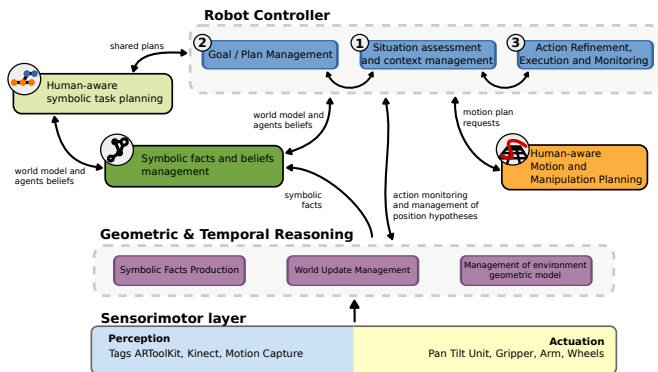 Robot Controller
shared plans
2
Goal / Plan Management
1
Situation assessment
and context management
3
Action Refinement,
Execution and Monitoring
Human-aware
symbolic task planning
world model and
agents beliefs
motion plan
requests
Symbolic facts and beliefs
management
Human-aware
Motion and
Manipulation Planning
world model and
agents beliefs
symbolic
facts
action monitoring
and management of
position hypotheses
Geometric & Temporal Reasoning
Symbolic Facts Production
World Update Management
Management of environment
geometric model
Sensorimotor layer
Perception
Tags ARToolKit, Kinect, Motion Capture
Actuation
Pan Tilt Unit, Gripper, Arm, Wheels